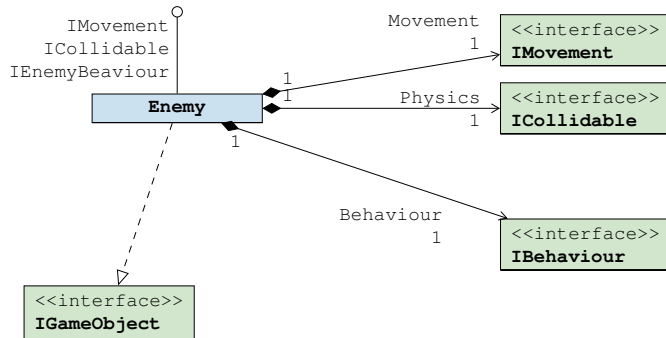 IMovement
ICollidable
IEnemyBeaviour
Enemy
1
1
1
Movement
1
<<interface>>
IMovement
Physics
1
<<interface>>
ICollidable
Behaviour
1
<<interface>>
IBehaviour
<<interface>>
IGameObject